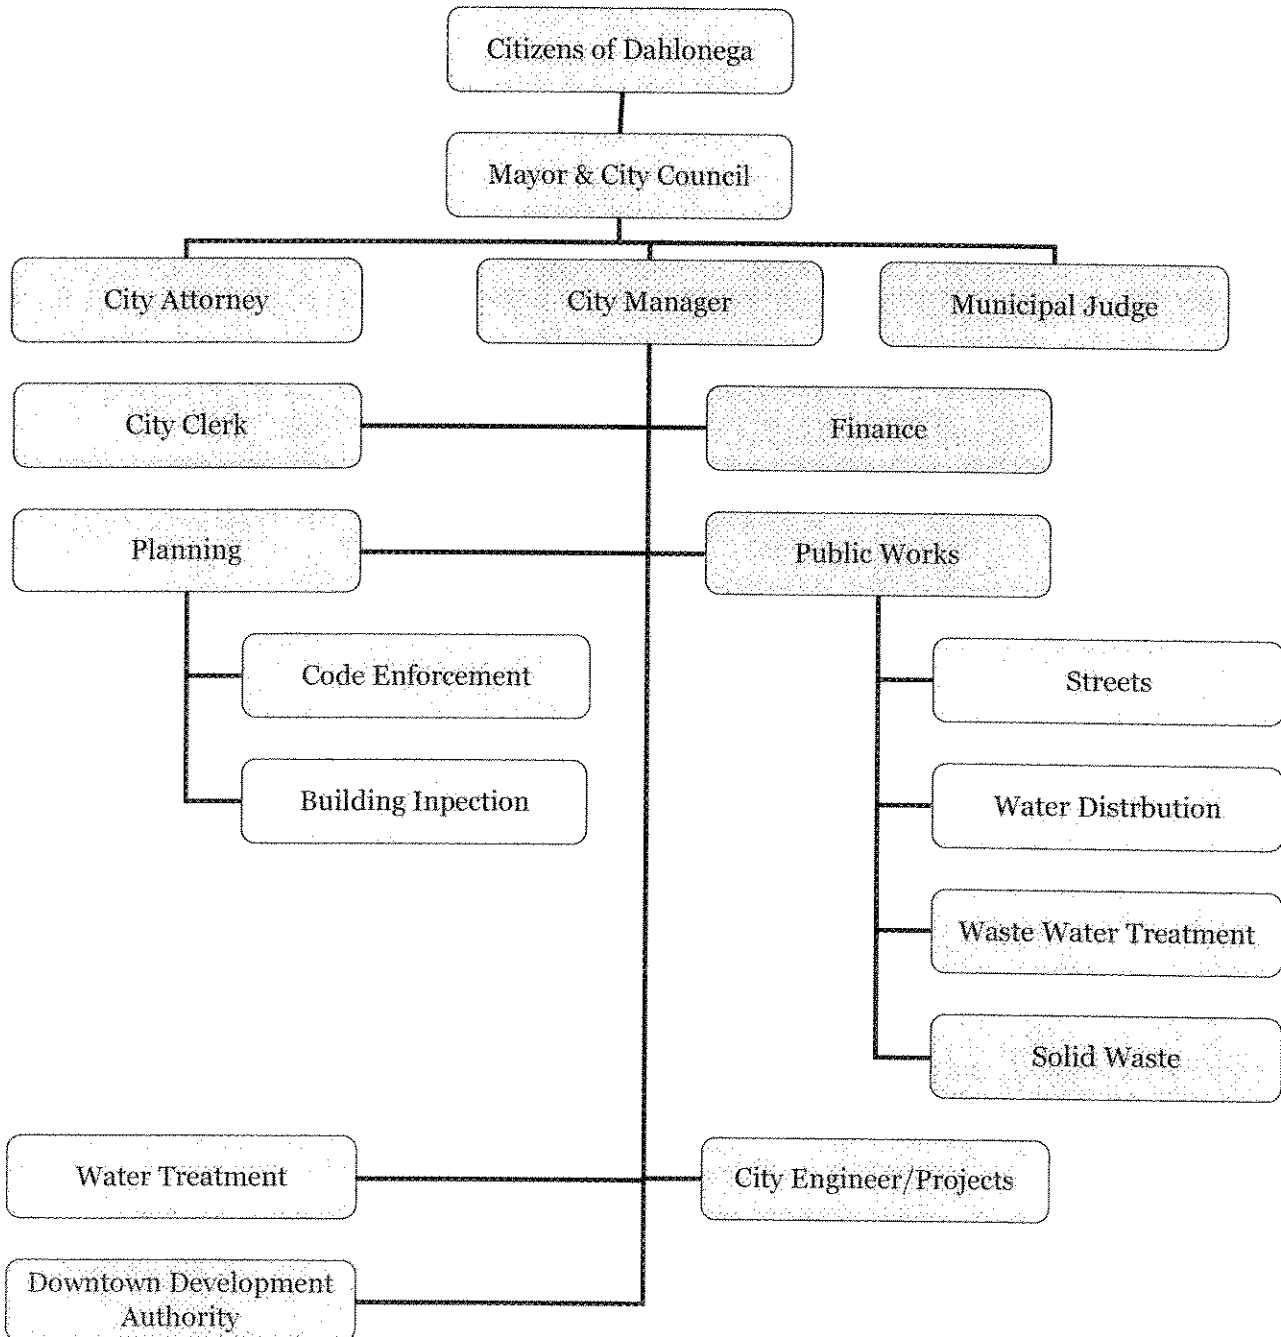 Citizens of Dahlonega
Mayor & City Council
City Attorney
City Manager
Municipal Judge
City Clerk
Finance
Planning
Public Works
Code Enforcement
Streets
Building Inpection
Water Distrbution
Waste Water Treatment
Solid Waste
Water Treatment
City Engineer/Projects
Downtown Development
Authority